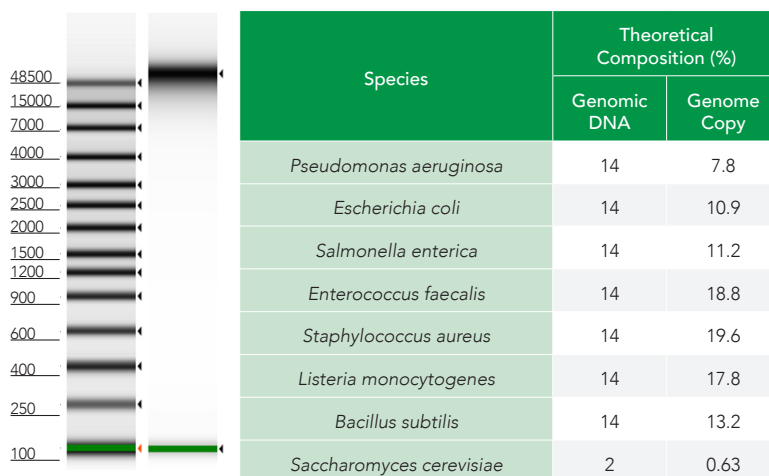 48500
15000
7000
4000
3000
2500
2000
1500
1200
900
600
400
250
100
Species
Theoretical
Composition (%)
Genomic
DNA
Genome
Copy
Pseudomonas aeruginosa 14 7.8
Escherichia coli 14 10.9
Salmonella enterica 14 11.2
Enterococcus faecalis 14 18.8
Staphylococcus aureus 14 19.6
Listeria monocytogenes 14 17.8
Bacillus subtilis 14 13.2
Saccharomyces cerevisiae 2 0.63